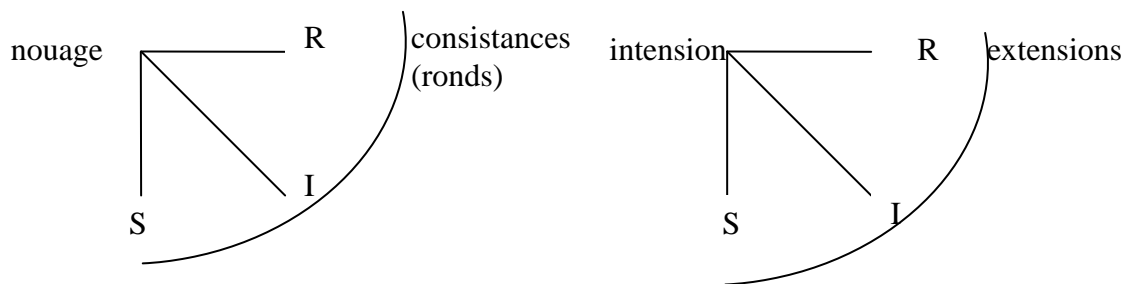 nouage R consistances
(ronds)
I
S
intension R extensions
I
S